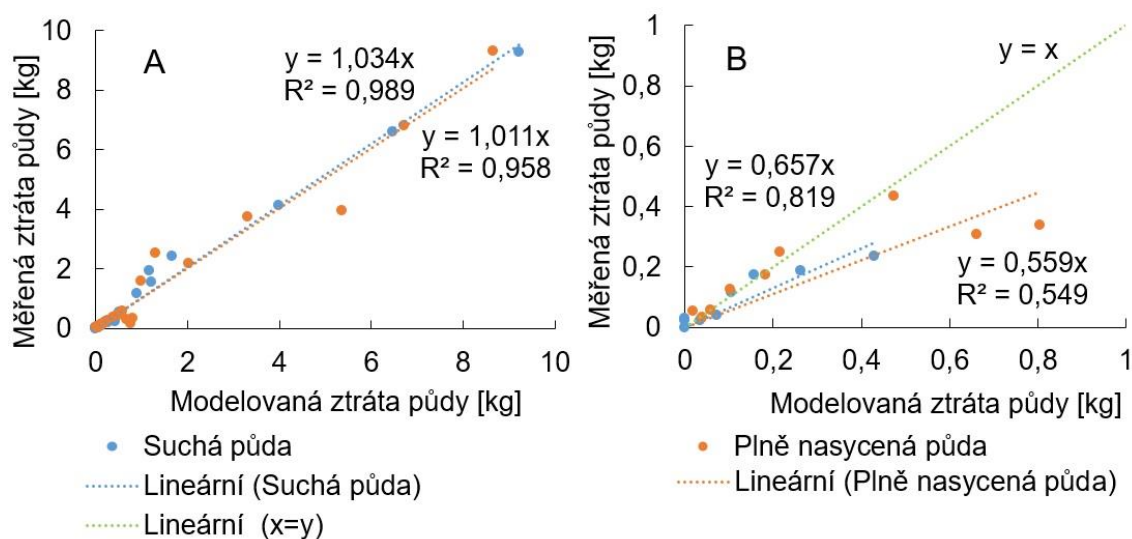 A
y = 1,034x
R² = 0,989
y = 1,011x
R² = 0,958
Měřená ztráta půdy [kg]
10
8
6
4
2
0
0 2 4 6 8 10
Modelovaná ztráta půdy [kg]
B
y = x
y = 0,657x
R² = 0,819
y = 0,559x
R² = 0,549
Měřená ztráta půdy [kg]
1
0,8
0,6
0,4
0,2
0
0 0,2 0,4 0,6 0,8 1
Modelovaná ztráta půdy [kg]
Suchá půda
Lineární (Suchá půda)
Lineární (x=y)
Plně nasycená půda
Lineární (Plně nasycená půda)